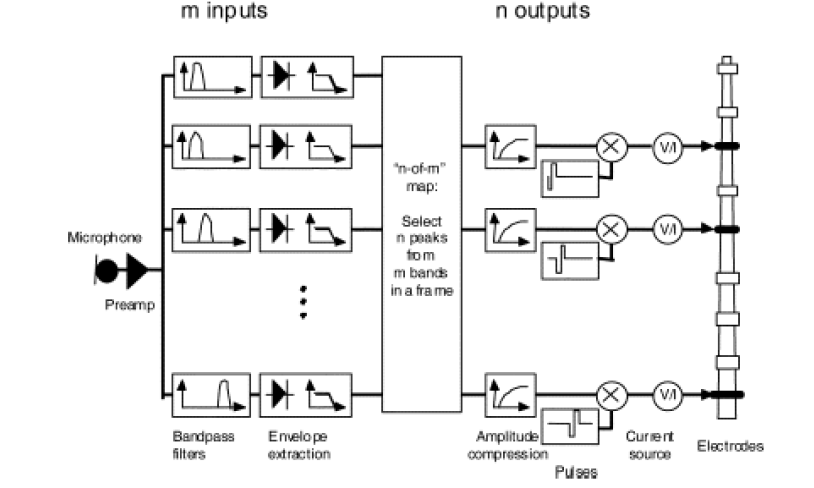 m inputs
n outputs
"n-of-m"
map:
Select
n peaks
from
m bands
in a frame
Microphone
Preamp
V/I
V/I
V/I
Bandpass
filters
Envelope
extraction
Amplitude
compression
Pulses
Current
source
Electrodes